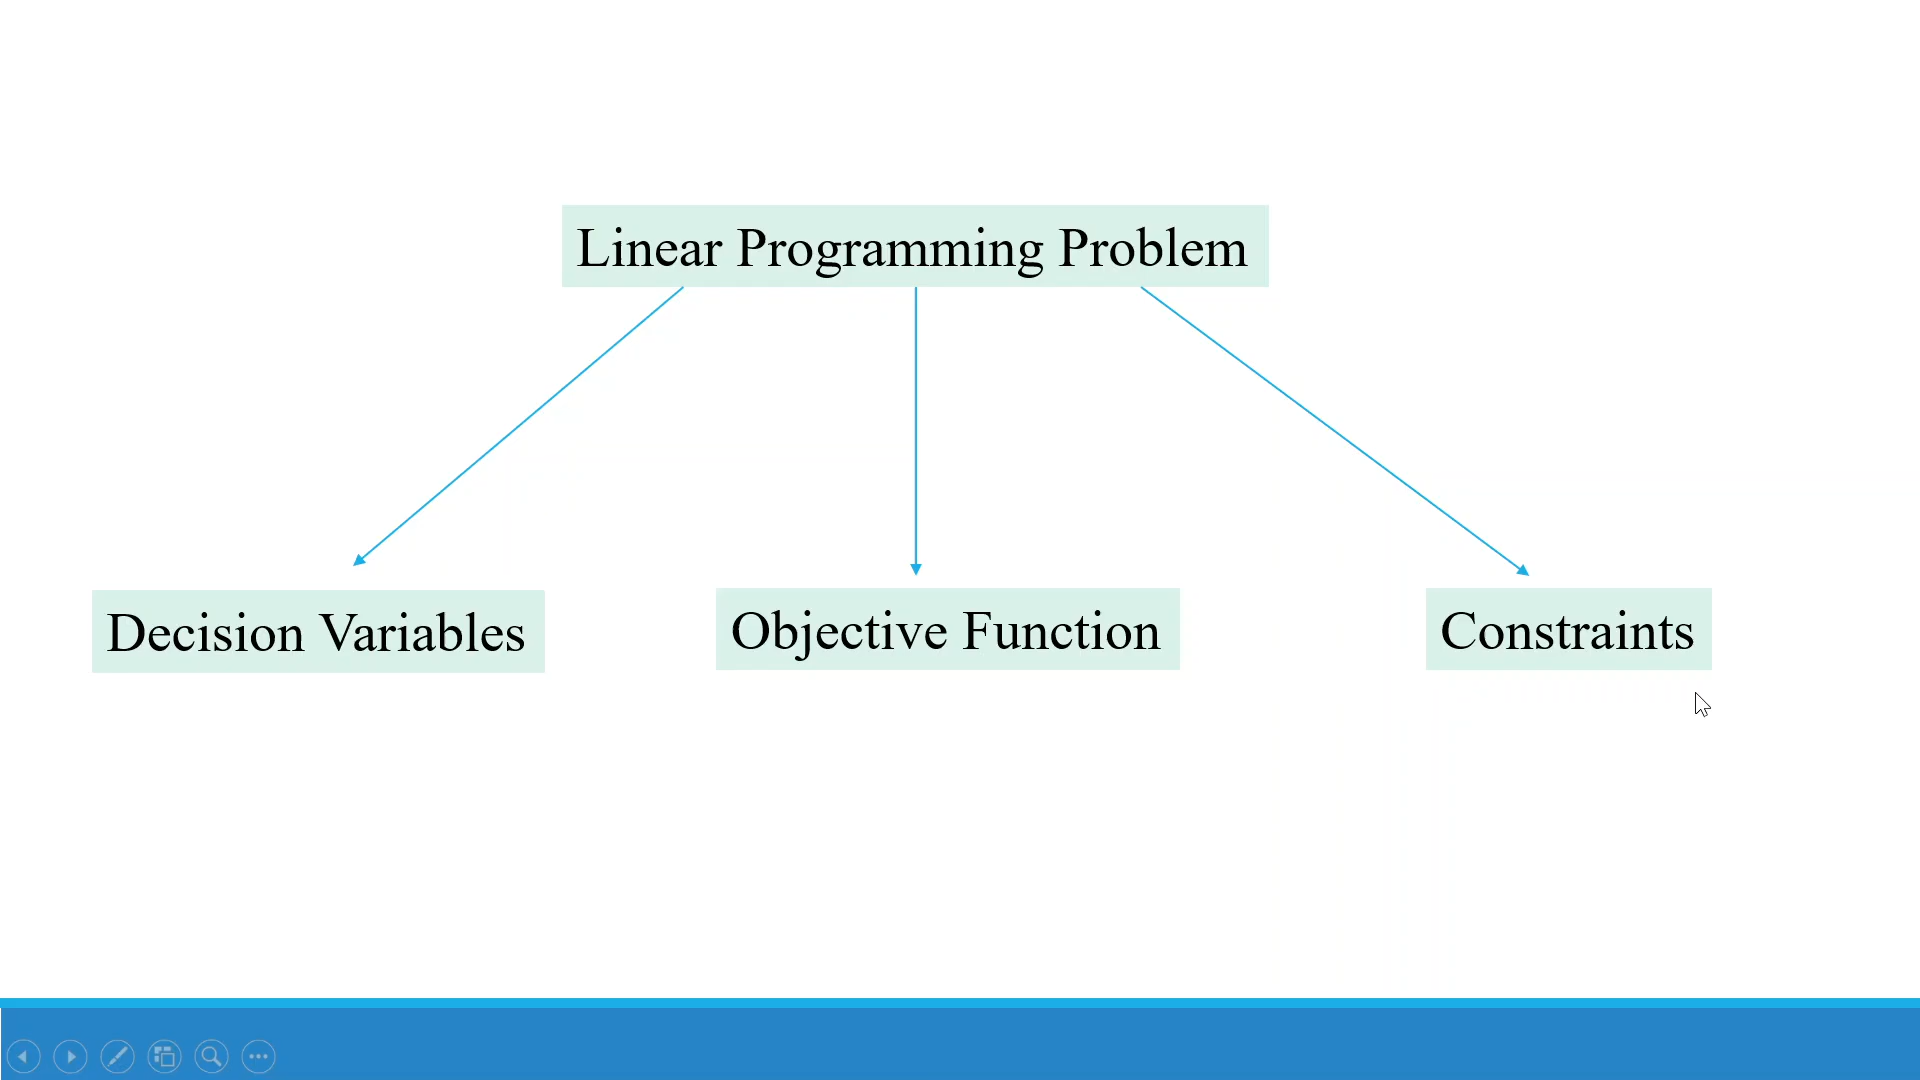 Linear Programming Problem
Decision Variables
Objective Function
Constraints